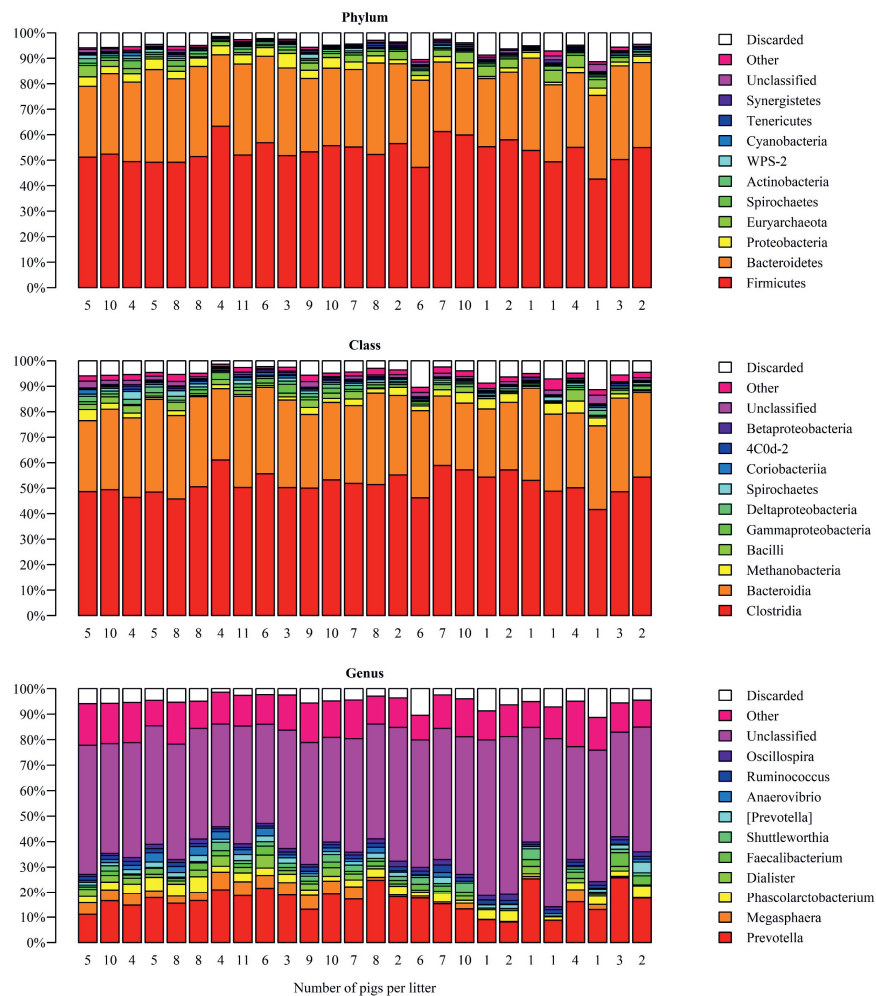 Phylum
100%
90%
80%
70%
60%
50%
40%
30%
20%
10%
0%
5 10 4 5 8 8 4 11 6 3 9 10 7 8 2 6 7 10 1 2 1 1 4 1 3 2
Discarded
Other
Unclassified
Synergistetes
Tenericutes
Cyanobacteria
WPS-2
Actinobacteria
Spirochaetes
Euryarchaeota
Proteobacteria
Bacteroidetes
Firmicutes
Class
100%
90%
80%
70%
60%
50%
40%
30%
20%
10%
0%
5 10 4 5 8 8 4 11 6 3 9 10 7 8 2 6 7 10 1 2 1 1 4 1 3 2
Discarded
Other
Unclassified
Betaproteobacteria
4C0d-2
Coriobacteriia
Spirochaetes
Deltaproteobacteria
Gammaproteobacteria
Bacilli
Methanobacteria
Bacteroidia
Clostridia
Genus
100%
90%
80%
70%
60%
50%
40%
30%
20%
10%
0%
5 10 4 5 8 8 4 11 6 3 9 10 7 8 2 6 7 10 1 2 1 1 4 1 3 2
Discarded
Other
Unclassified
Oscillospira
Ruminococcus
Anaerovibrio
[Prevotella]
Shuttleworthia
Faecalibacterium
Dialister
Phascolarctobacterium
Megasphaera
Prevotella
Number of pigs per litter